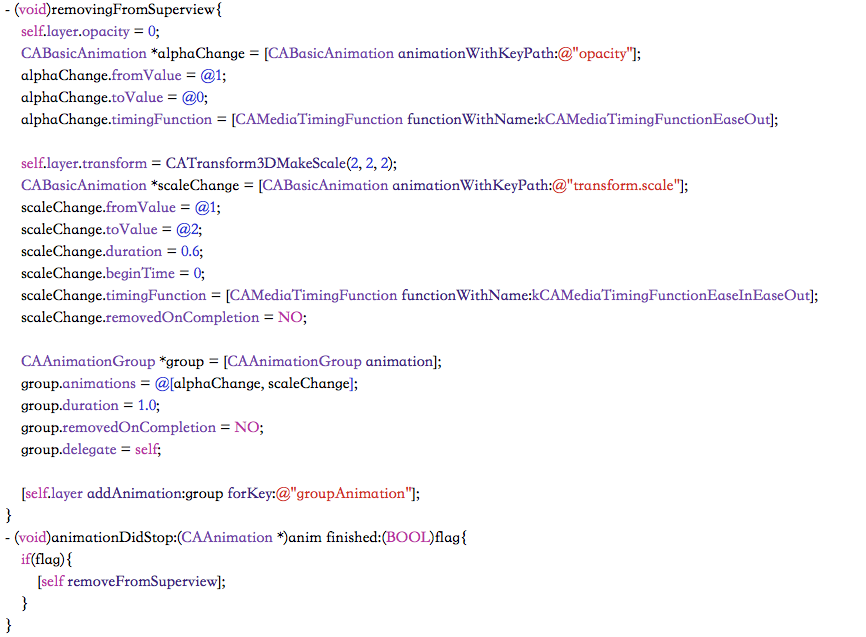 - (void)removingFromSuperview{
self.layer.opacity = 0;
CABasicAnimation *alphaChange = [CABasicAnimation animationWithKeyPath:@"opacity"];
alphaChange.fromValue = @1;
alphaChange.toValue = @0;
alphaChange.timingFunction = [CAMediaTimingFunction functionWithName:kCAMediaTimingFunctionEaseOut];
self.layer.transform = CATransform3DMakeScale(2, 2, 2);
CABasicAnimation *scaleChange = [CABasicAnimation animationWithKeyPath:@"transform.scale"];
scaleChange.fromValue = @1;
scaleChange.toValue = @2;
scaleChange.duration = 0.6;
scaleChange.beginTime = 0;
scaleChange.timingFunction = [CAMediaTimingFunction functionWithName:kCAMediaTimingFunctionEaseInEaseOut];
scaleChange.removedOnCompletion = NO;
CAAnimationGroup *group = [CAAnimationGroup animation];
group.animations = @[alphaChange, scaleChange];
group.duration = 1.0;
group.removedOnCompletion = NO;
group.delegate = self;
[self.layer addAnimation:group forKey:@"groupAnimation"];
}
- (void)animationDidStop:(CAAnimation *)anim finished:(BOOL)flag{
if(flag){
[self removeFromSuperview];
}
}